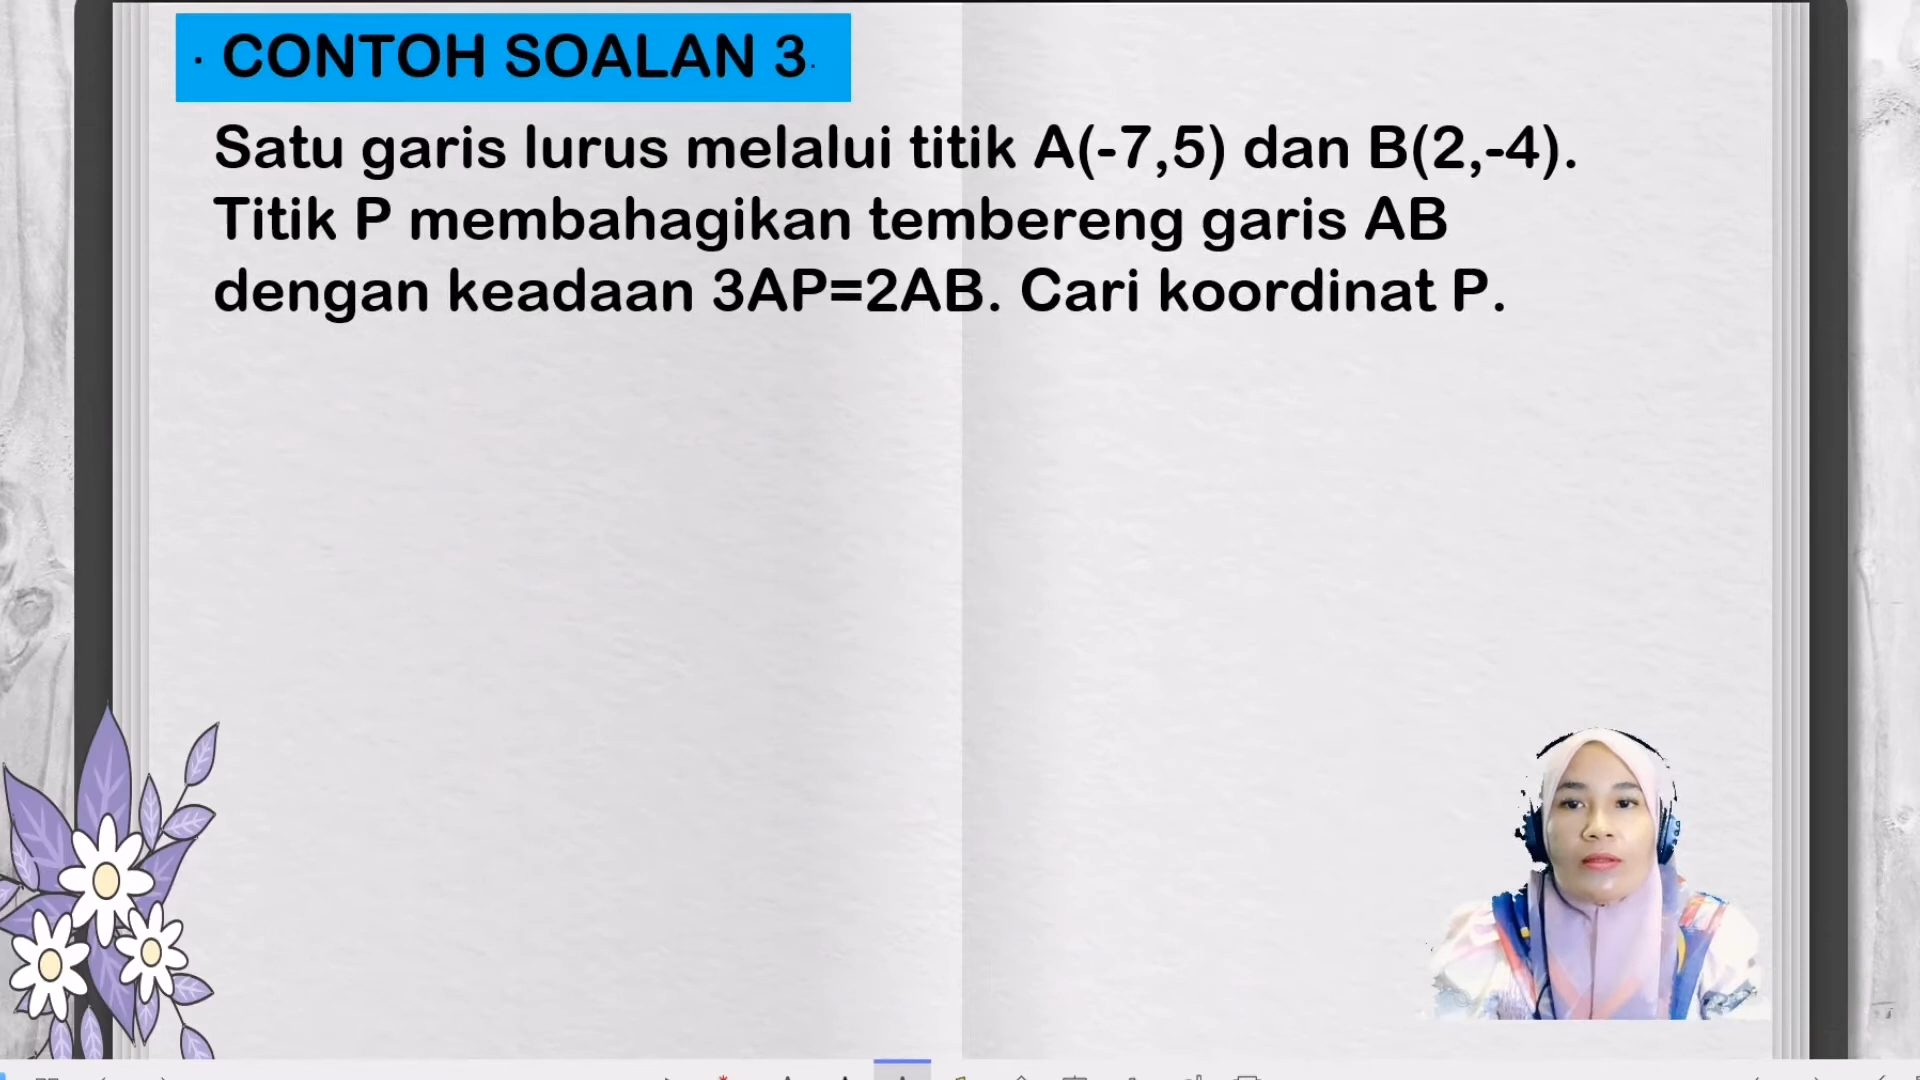 CONTOH SOALAN 3
Satu garis lurus melalui titik A(-7,5) dan B(2,-4).
Titik P membahagikan tembereng garis AB
dengan keadaan 3AP=2AB. Cari koordinat P.